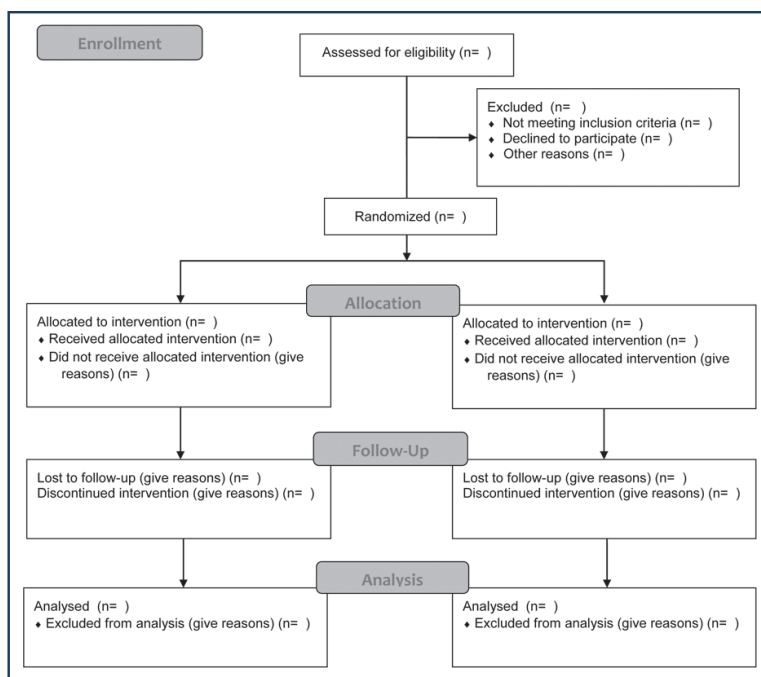 Enrollment
Assessed for eligibility (n= )
Excluded (n= )
♦ Not meeting inclusion criteria (n= )
♦ Declined to participate (n= )
♦ Other reasons (n= )
Randomized (n= )
Allocation
Allocated to intervention (n= )
♦ Received allocated intervention (n= )
♦ Did not receive allocated intervention (give
reasons) (n= )
Allocated to intervention (n= )
♦ Received allocated intervention (n= )
♦ Did not receive allocated intervention (give
reasons) (n= )
Follow-Up
Lost to follow-up (give reasons) (n= )
Discontinued intervention (give reasons) (n= )
Lost to follow-up (give reasons) (n= )
Discontinued intervention (give reasons) (n= )
Analysis
Analysed (n= )
♦ Excluded from analysis (give reasons) (n= )
Analysed (n= )
♦ Excluded from analysis (give reasons) (n= )